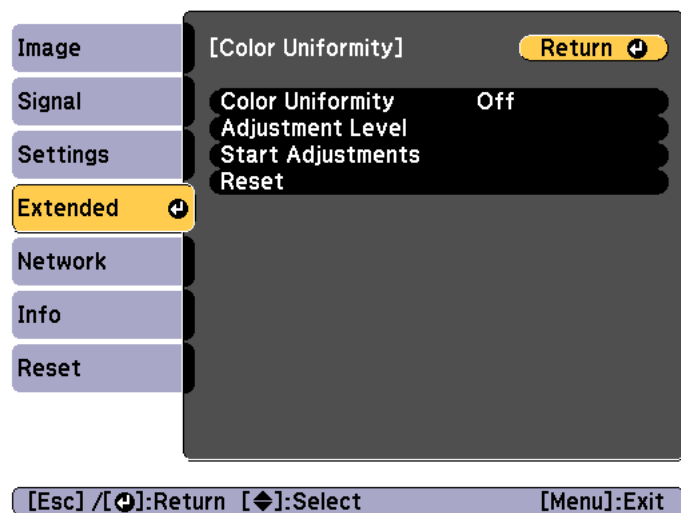 Image
Signal
Settings
Extended
Network
Info
Reset
[Color Uniformity]
Return
Color Uniformity Off
Adjustment Level
Start Adjustments
Reset
[Esc] /[ ]:Return [ ]:Select [Menu]:Exit